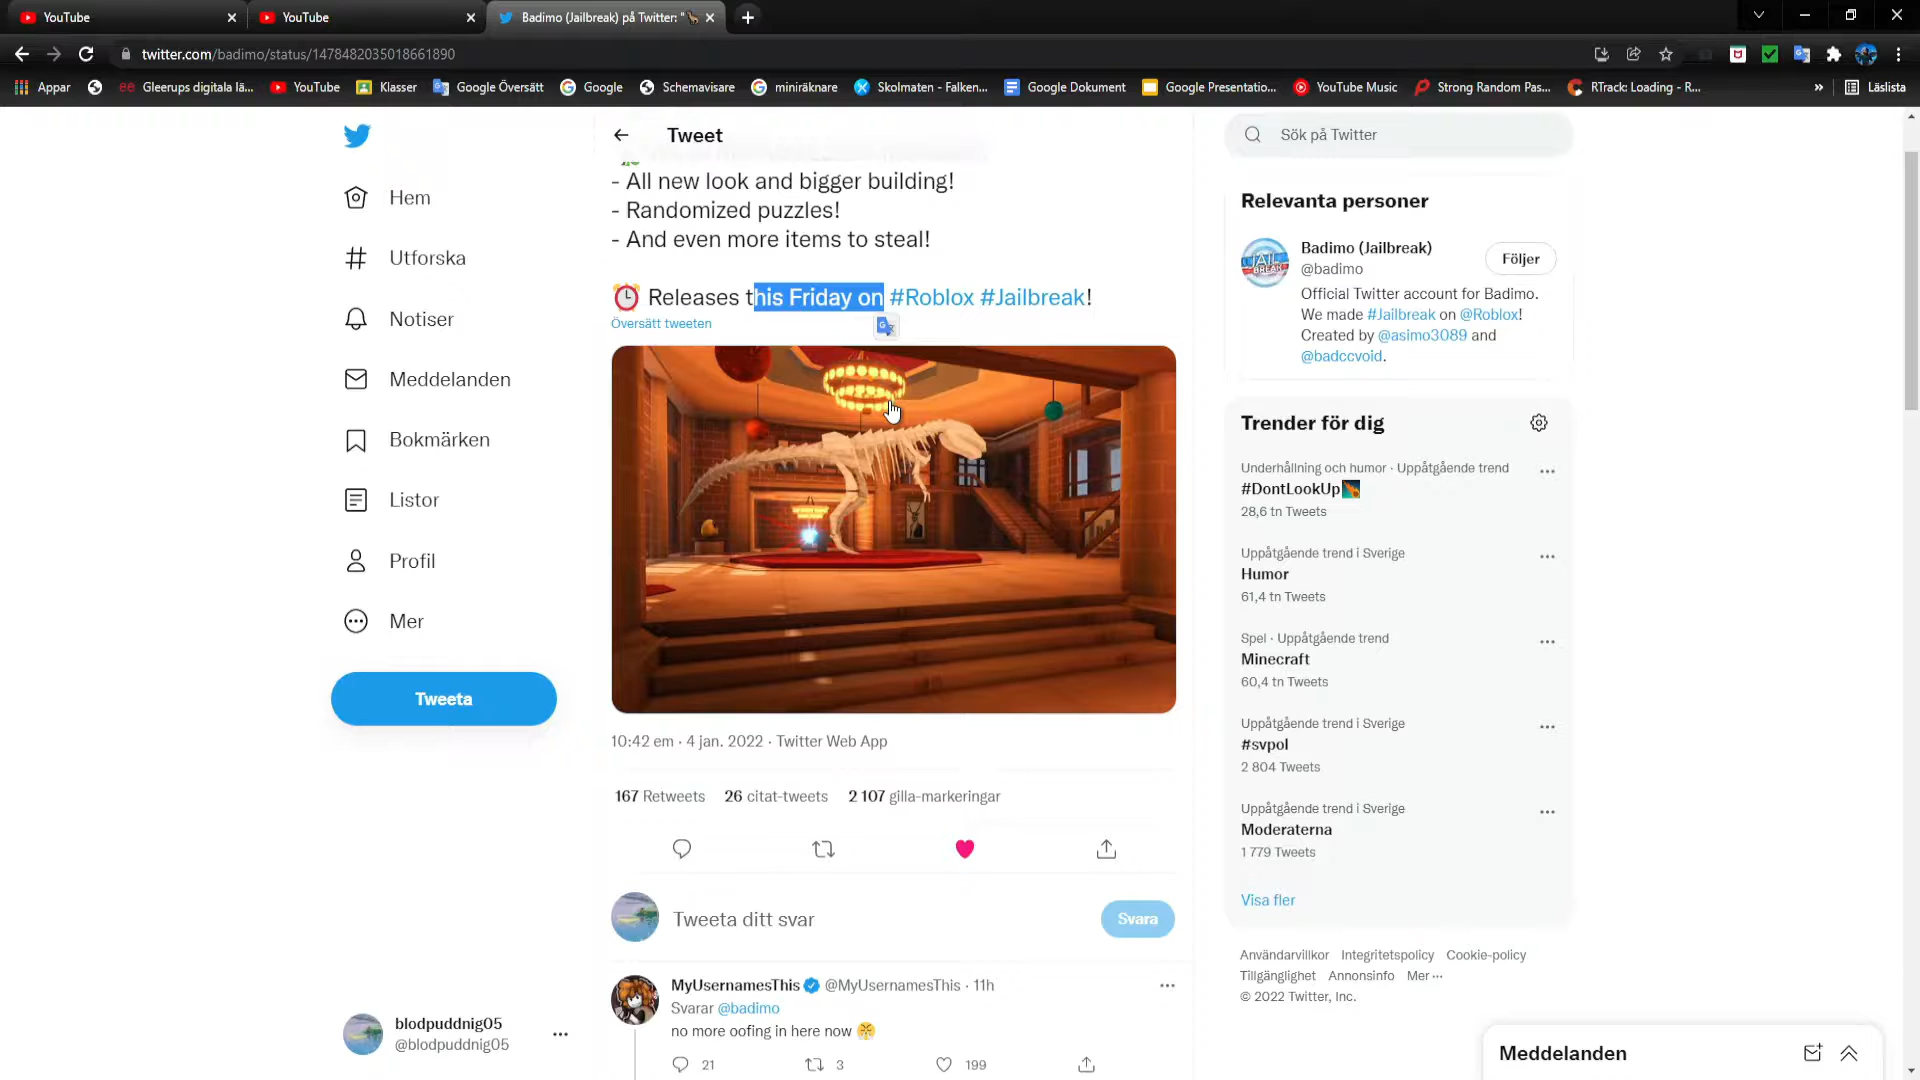 YouTube
YouTube
Badimo (Jailbreak) på Twitter: "
twitter.com/badimo/status/1478482035018661890
Appar
Gleerups digitala lä...
YouTube
Klasser
Google Översätt
Google
Schemavisare
miniräknare
Skolmaten - Falken...
Google Dokument
Google Presentatio...
YouTube Music
Strong Random Pas...
RTrack: Loading - R...
»
Läslista
Hem
Utforska
Notiser
Meddelanden
Bokmärken
Listor
Profil
Mer
Tweeta
blodpuddnig05
@blodpuddnig05
Tweet
- All new look and bigger building!
- Randomized puzzles!
- And even more items to steal!
⏰ Releases this Friday on #Roblox #Jailbreak!
Översätt tweeten
10:42 em · 4 jan. 2022 · Twitter Web App
167 Retweets 26 citat-tweets 2 107 gilla-markeringar
Tweeta ditt svar
Svara
MyUsernamesThis @MyUsernamesThis · 11h
Svarar @badimo
no more oofing in here now 😤
21 3 199
Sök på Twitter
Relevanta personer
JAIL
BREAK
Badimo (Jailbreak)
@badimo
Följer
Official Twitter account for Badimo.
We made #Jailbreak on @Roblox!
Created by @asimo3089 and
@badccvoid.
Trender för dig
Underhållning och humor · Uppåtgående trend
#DontLookUp
28,6 tn Tweets
Uppåtgående trend i Sverige
Humor
61,4 tn Tweets
Spel · Uppåtgående trend
Minecraft
60,4 tn Tweets
Uppåtgående trend i Sverige
#svpol
2 804 Tweets
Uppåtgående trend i Sverige
Moderaterna
1 779 Tweets
Visa fler
Användarvillkor Integritetspolicy Cookie-policy
Tillgänglighet Annonsinfo Mer ···
© 2022 Twitter, Inc.
Meddelanden